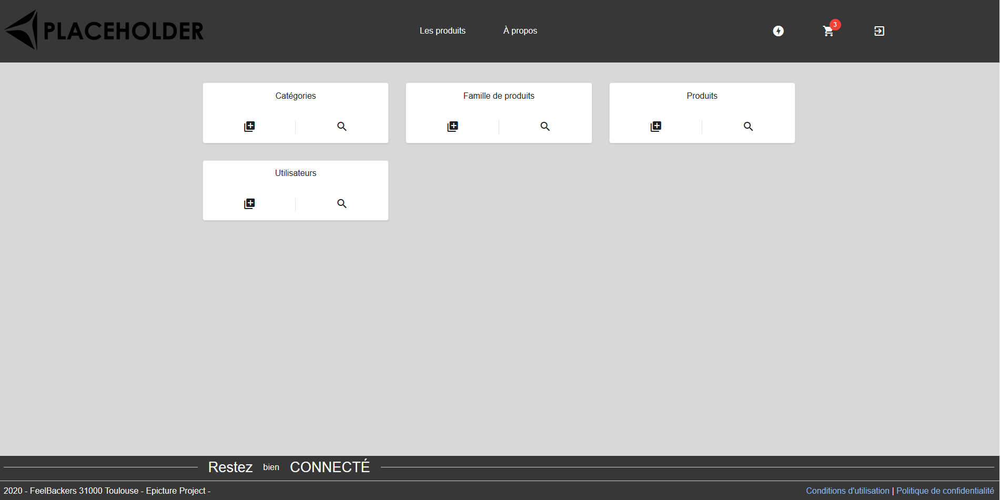 PLACEHOLDER
Les produits
À propos
3
Catégories
Famille de produits
Produits
Utilisateurs
Restez bien CONNECTÉ
2020 - FeelBackers 31000 Toulouse - Epicture Project -
Conditions d'utilisation | Politique de confidentialité